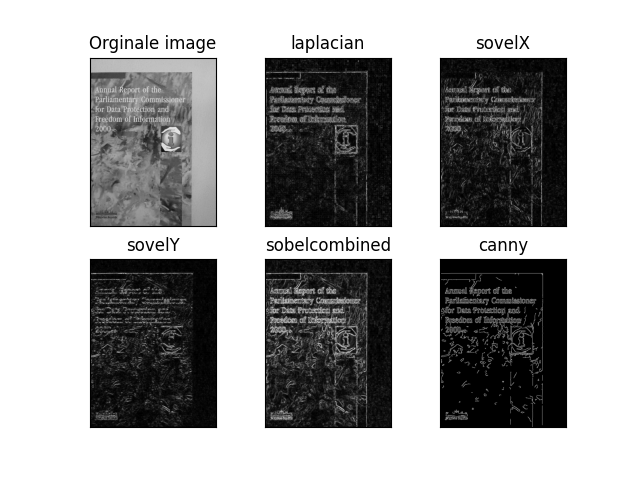 Orginale image
laplacian
sovelX
Annual Report of the
Parliamentary Commissioner
for Data Protection and
Freedom of Information
2000
i
Annual Report of the
Parliamentary Commissioner
for Data Protection and
Freedom of Information
2000
i
Annual Report of the
Parliamentary Commissioner
for Data Protection and
Freedom of Information
2000
i
sovelY
sobelcombined
canny
Annual Report of the
Parliamentary Commissioner
for Data Protection and
Freedom of Information
2000
i
Annual Report of the
Parliamentary Commissioner
for Data Protection and
Freedom of Information
2000
i
Annual Report of the
Parliamentary Commissioner
for Data Protection and
Freedom of Information
2000
i